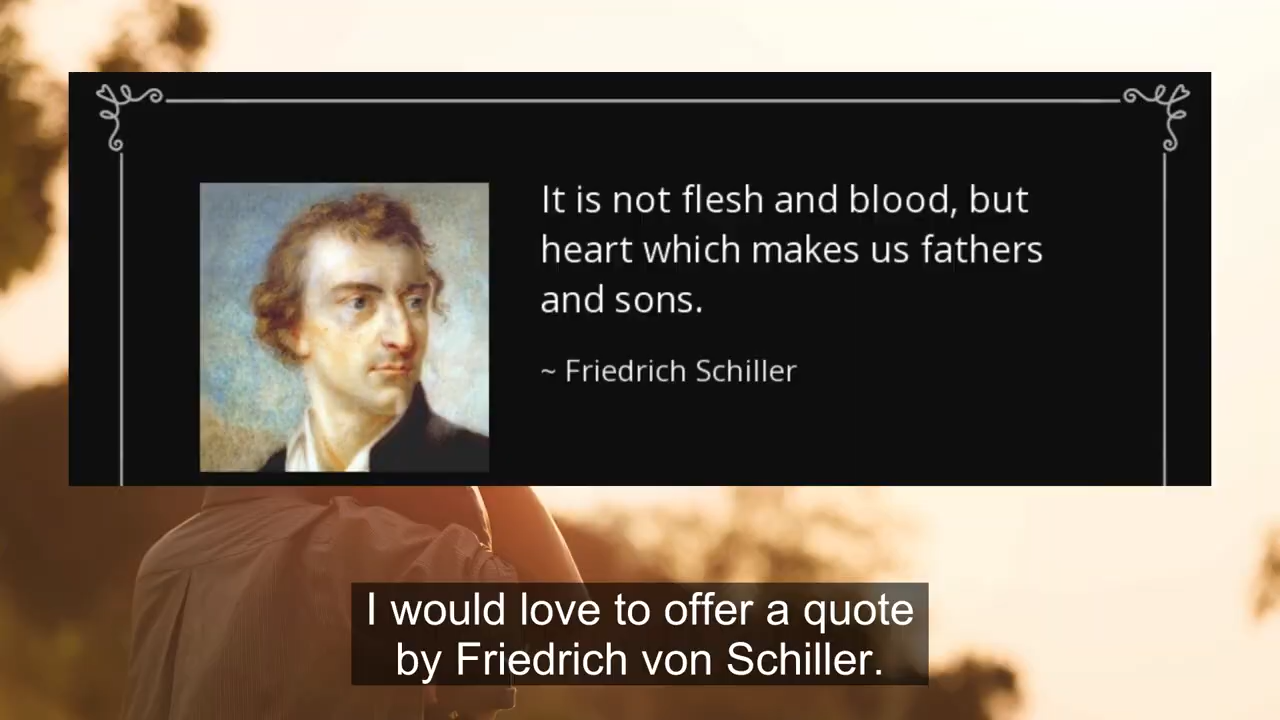 It is not flesh and blood, but
heart which makes us fathers
and sons.
~ Friedrich Schiller
I would love to offer a quote
by Friedrich von Schiller.